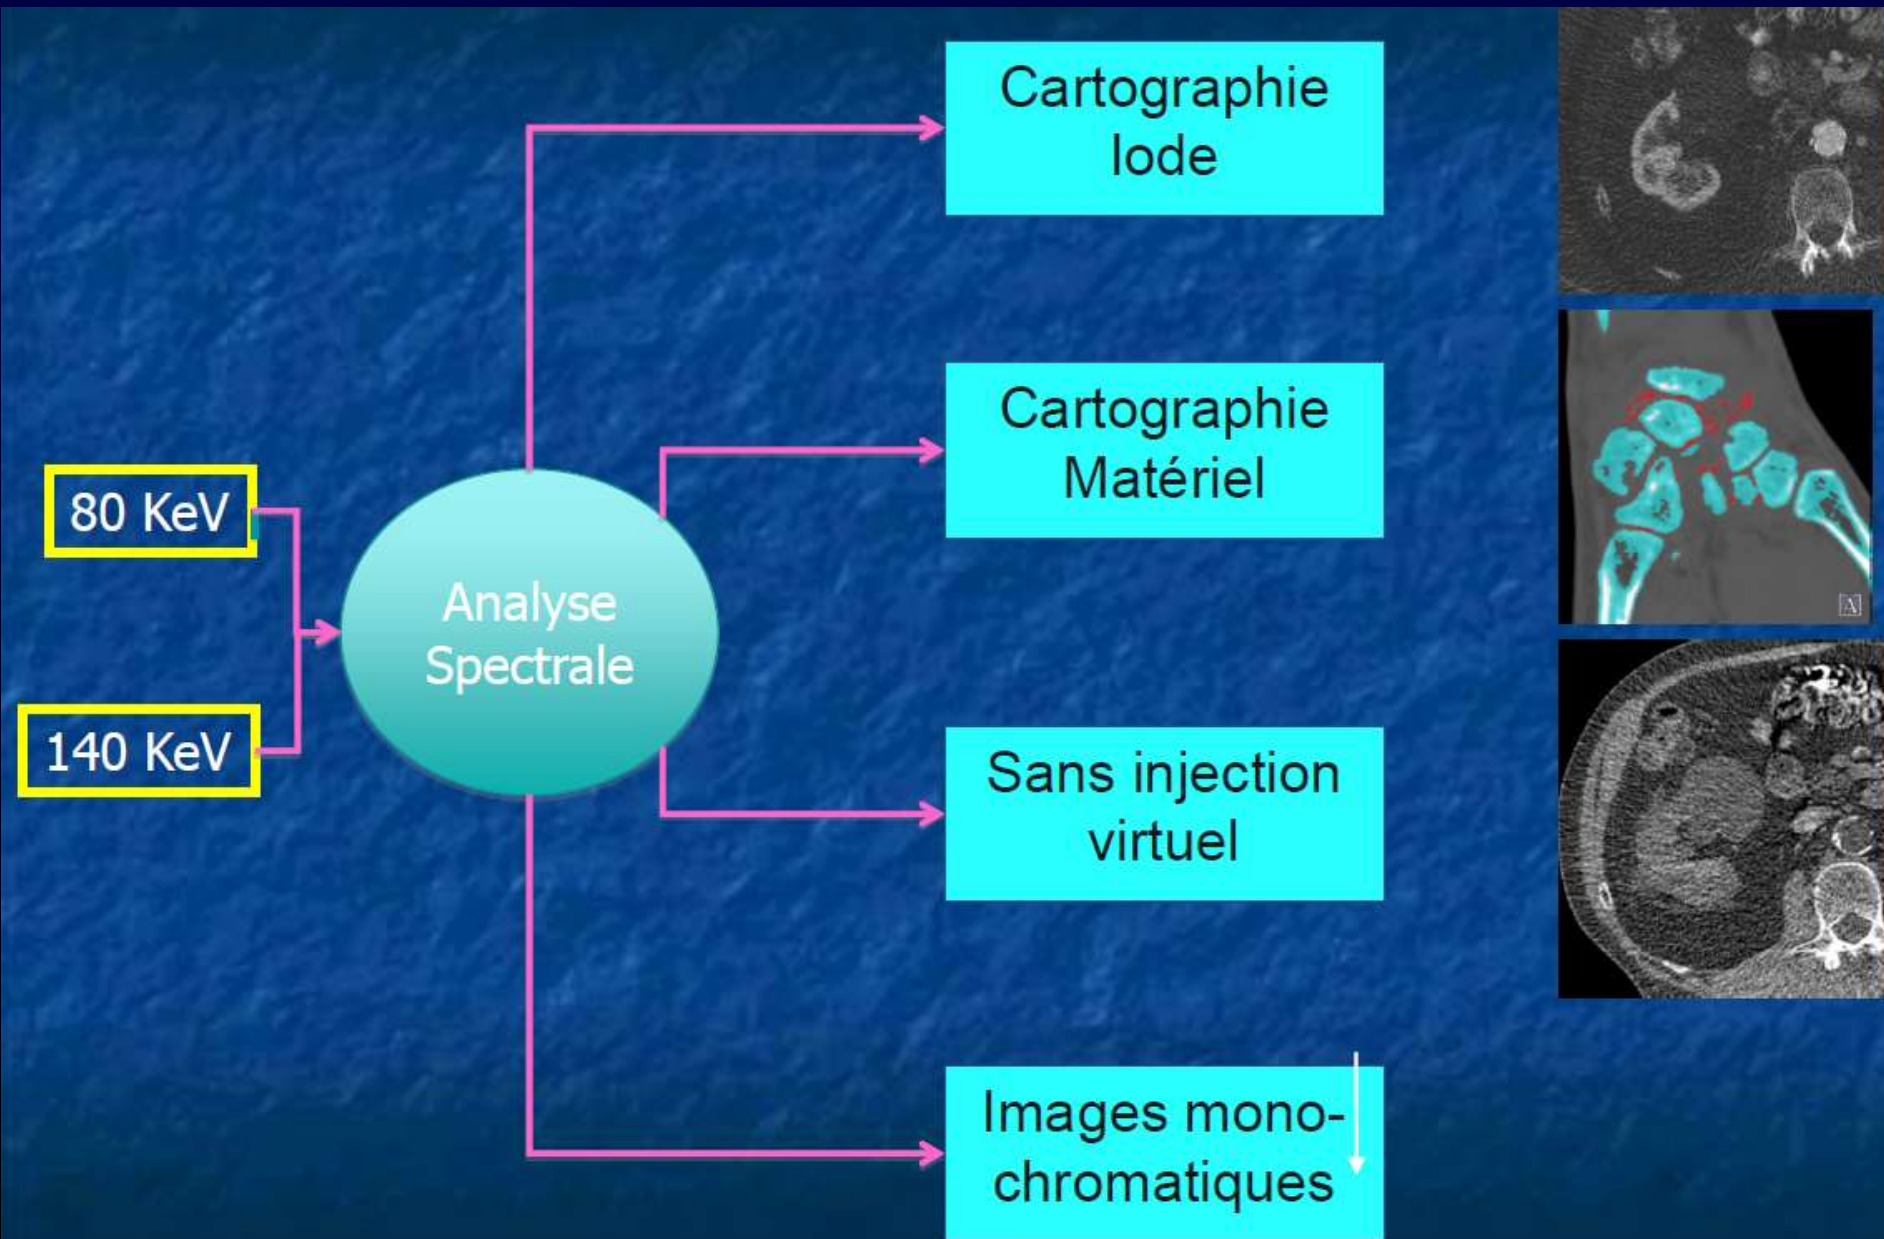 Cartographie
Iode
Cartographie
Matériel
80 KeV
Analyse
Spectrale
140 KeV
Sans injection
virtuel
Images mono-
chromatiques
A